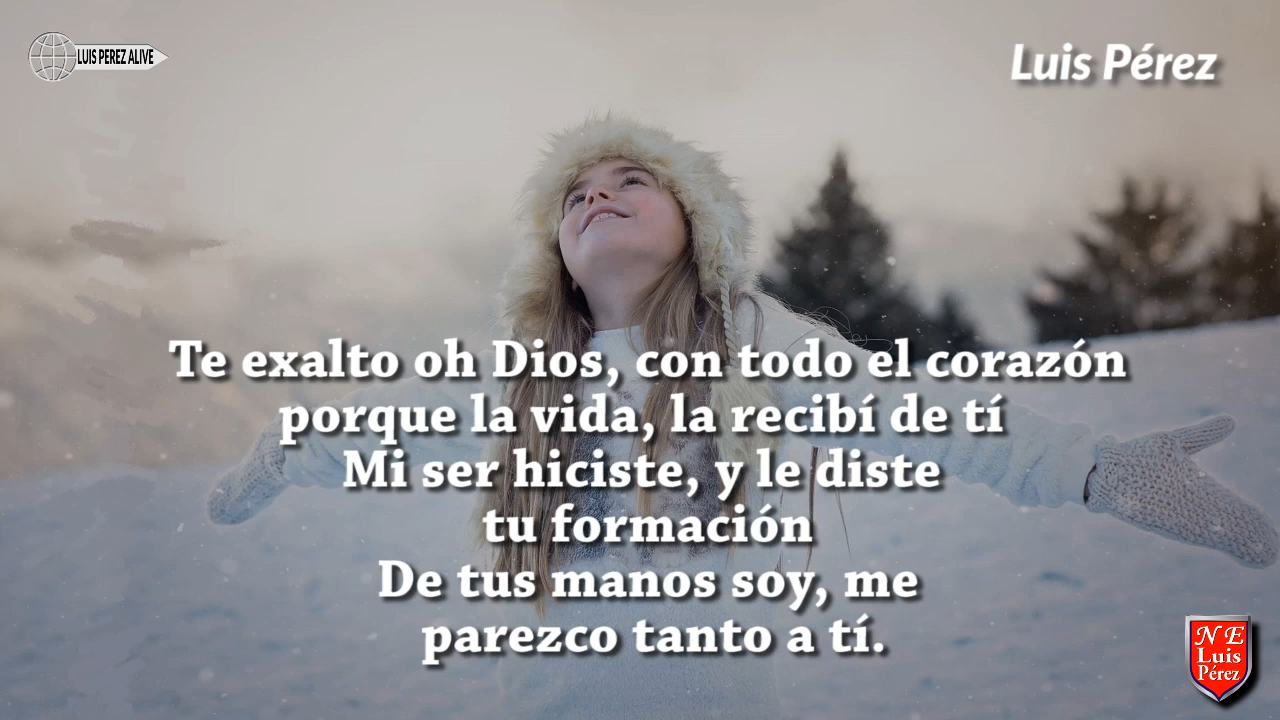 LUIS PEREZ ALIVE
Luis Pérez
Te exalto oh Dios, con todo el corazón
porque la vida, la recibí de tí
Mi ser hiciste, y le diste
tu formación
De tus manos soy, me
parezco tanto a tí.
N E
Luis
Pérez